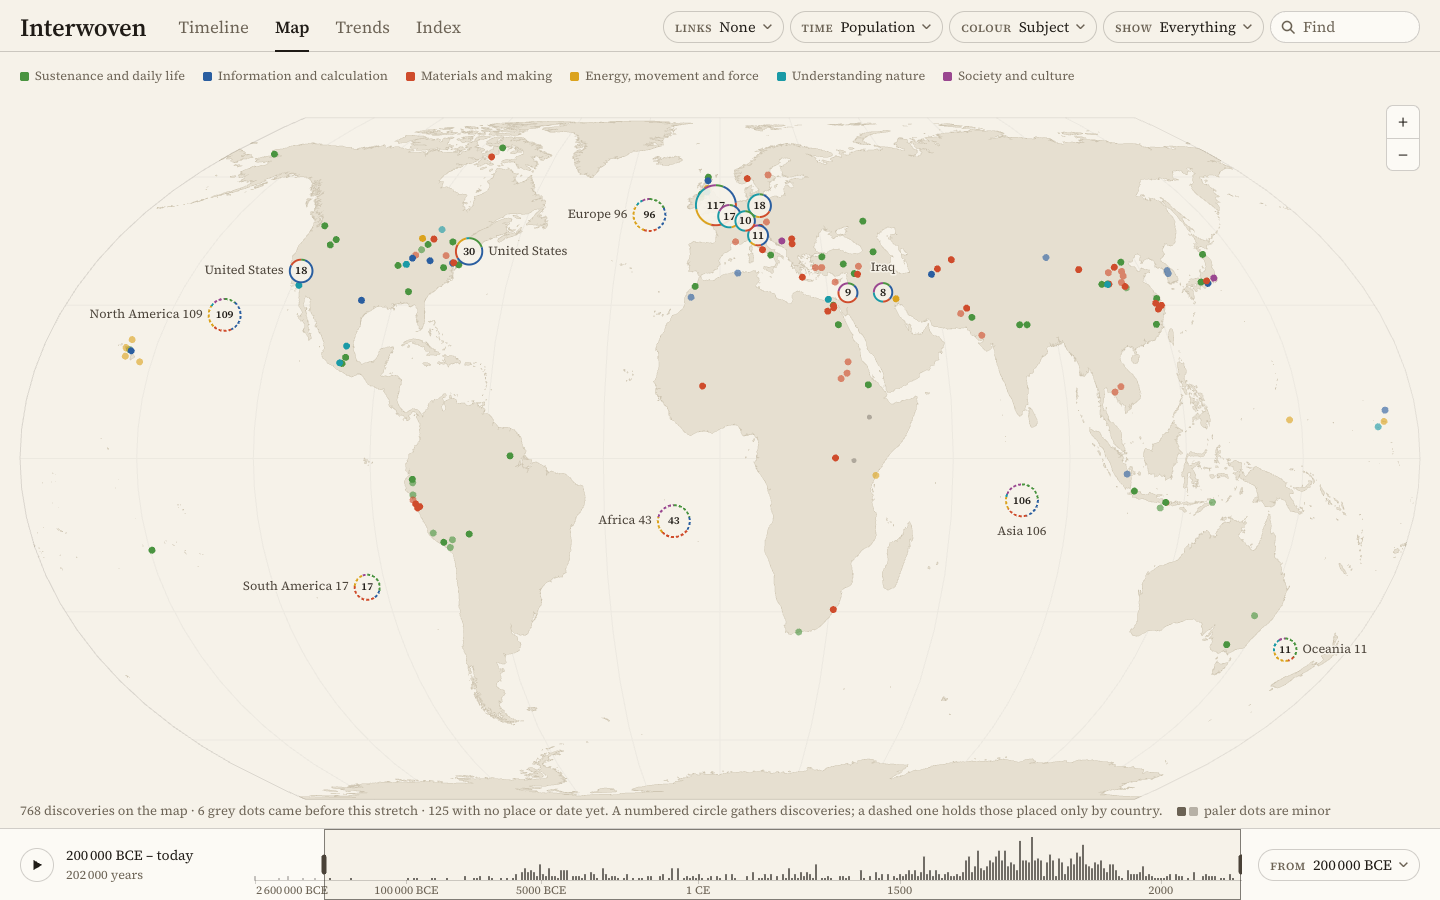 Interwoven
Timeline
Map
Trends
Index
LINKS None
TIME Population
COLOUR Subject
SHOW Everything
Find
Sustenance and daily life
Information and calculation
Materials and making
Energy, movement and force
Understanding nature
Society and culture
+
−
117
18
17
10
11
Europe 96
96
30
United States
United States
18
Iraq
9
8
North America 109
109
106
Asia 106
Africa 43
43
South America 17
17
11
Oceania 11
768 discoveries on the map · 6 grey dots came before this stretch · 125 with no place or date yet. A numbered circle gathers discoveries; a dashed one holds those placed only by country.
paler dots are minor
200 000 BCE – today
202 000 years
2 600 000 BCE
100 000 BCE
5000 BCE
1 CE
1500
2000
FROM 200 000 BCE